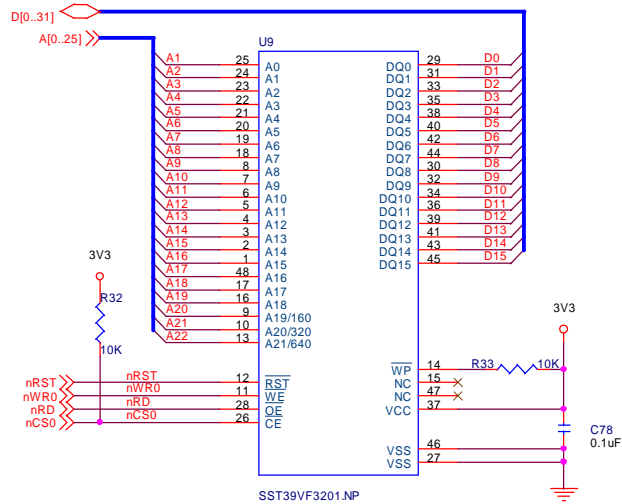 D[0..31]
A[0..25]
U9
A1 25 A0 DQ0 29 D0
A2 24 A1 DQ1 31 D1
A3 23 A2 DQ2 33 D2
A4 22 A3 DQ3 35 D3
A5 21 A4 DQ4 38 D4
A6 20 A5 DQ5 40 D5
A7 19 A6 DQ6 42 D6
A8 18 A7 DQ7 44 D7
A9 8 A8 DQ8 30 D8
A10 7 A9 DQ9 32 D9
A11 6 A10 DQ10 34 D10
A12 5 A11 DQ11 36 D11
A13 4 A12 DQ12 39 D12
A14 3 A13 DQ13 41 D13
A15 2 A14 DQ14 43 D14
A16 1 A15 DQ15 45 D15
A17 48 A16
A18 17 A17
A19 16 A18
A20 9 A19/160
A21 10 A20/320
A22 13 A21/640
3V3
R32
10K
3V3
WP 14 R33 10K
nRST nRST 12 RST NC 15
nWR0 nWR0 11 WE NC 47
nRD nRD 28 OE VCC 37
nCS0 nCS0 26 CE
C78
0.1uF
VSS 46
VSS 27
SST39VF3201.NP